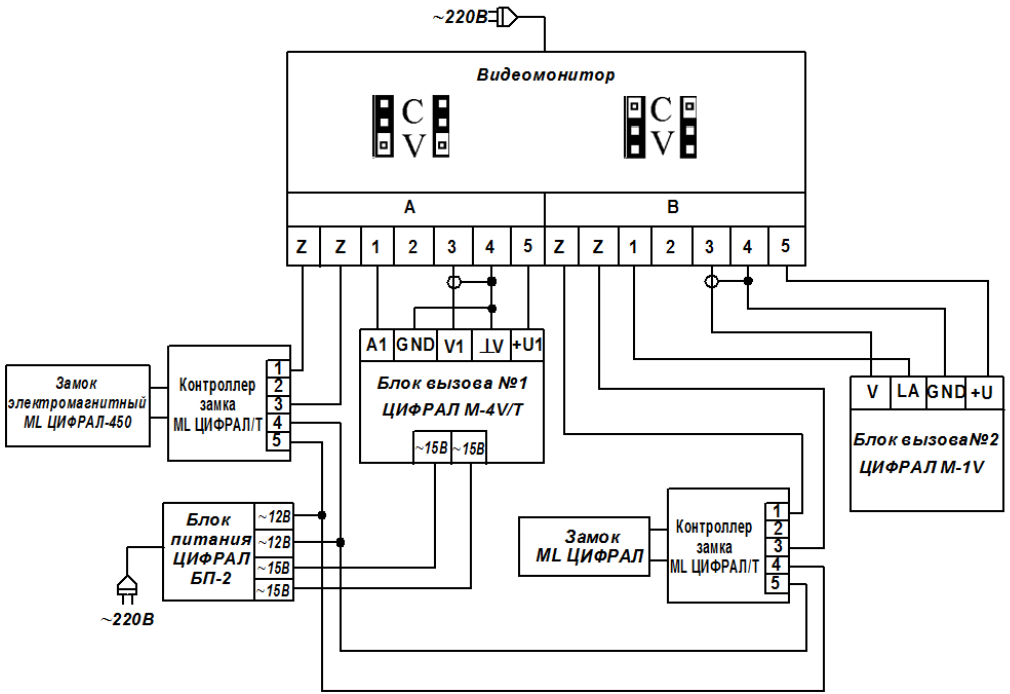 ~220В
Видеомонитор
C
V
C
V
A B
Z Z 1 2 3 4 5 Z Z 1 2 3 4 5
A1 GND V1 ⊥V +U1
Блок вызова №1
ЦИФРАЛ М-4V/T
~15В ~15В
Замок
электромагнитный
ML ЦИФРАЛ-450
Контроллер
замка
ML ЦИФРАЛ/Т
1
2
3
4
5
V LA GND +U
Блок вызова№2
ЦИФРАЛ М-1V
Блок
питания
ЦИФРАЛ
БП-2
~12В
~12В
~15В
~15В
~220В
Замок
ML ЦИФРАЛ
Контроллер
замка
ML ЦИФРАЛ/Т
1
2
3
4
5